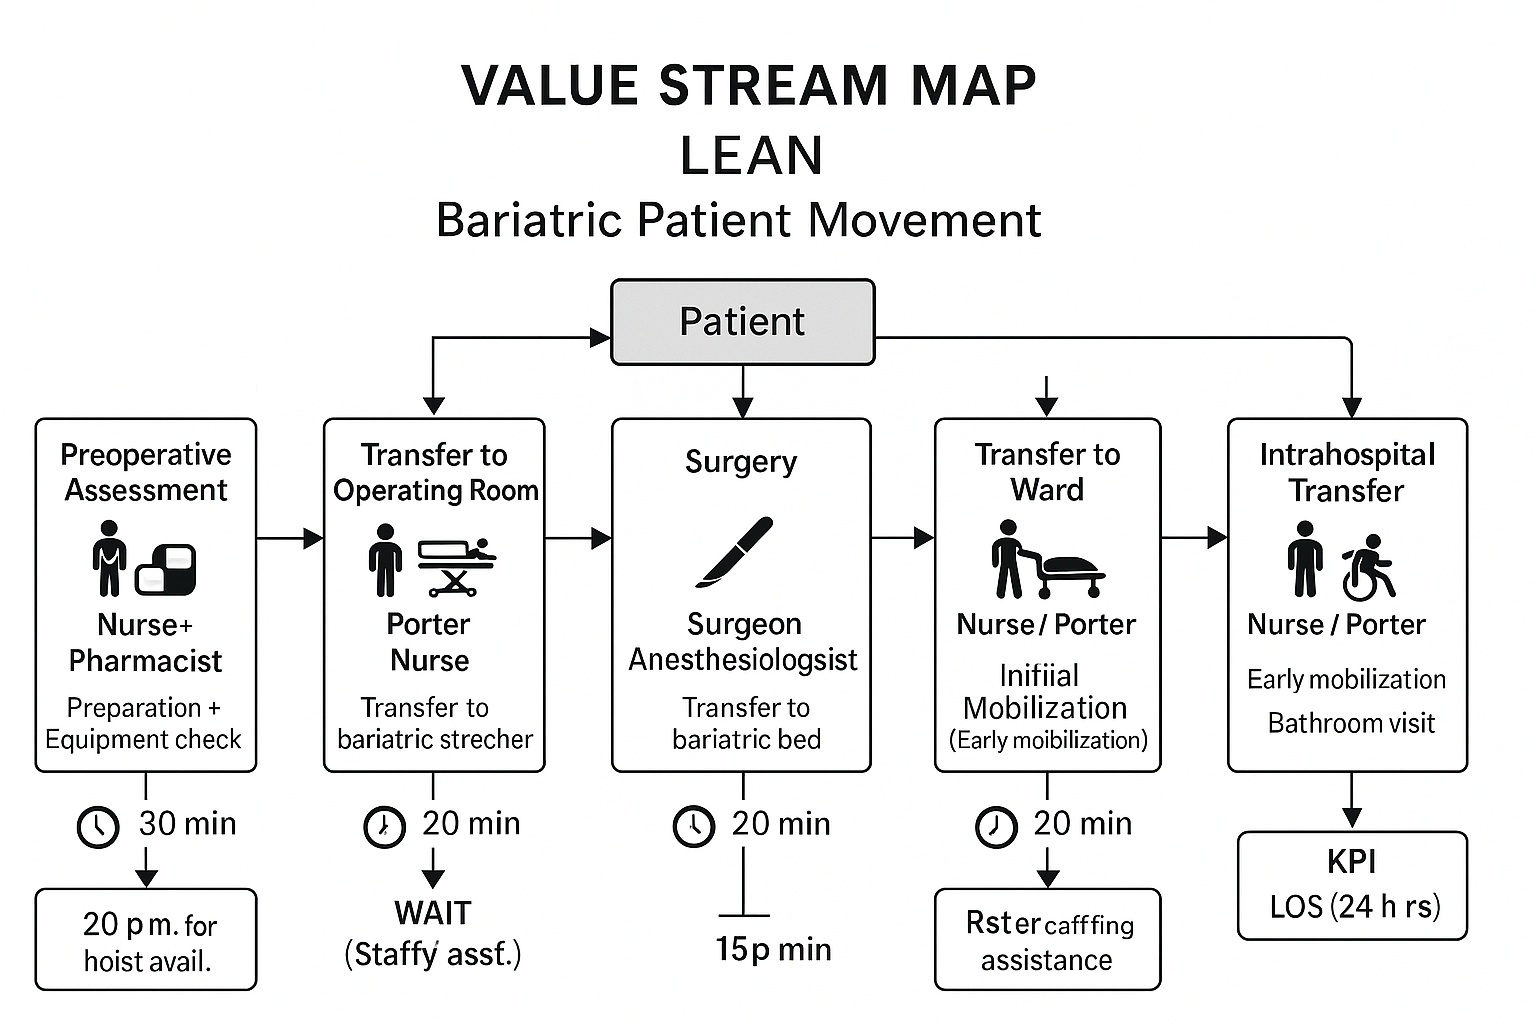 VALUE STREAM MAP
LEAN
Bariatric Patient Movement
Patient
Preoperative
Assessment
Nurse+
Pharmacist
Preparation +
Equipment check
30 min
20 p m. for
hoist avail.
Transfer to
Operating Room
Porter
Nurse
Transfer to
bariatric strecher
20 min
WAIT
(Staffy assf.)
Surgery
Surgeon
Anesthesiologsist
Transfer to
bariatric bed
20 min
15p min
Transfer to
Ward
Nurse / Porter
Inifiial
Mobilization
(Early moibilization)
20 min
Rster cafffing
assistance
Intrahospital
Transfer
Nurse / Porter
Early mobilization
Bathroom visit
KPI
LOS (24 h rs)